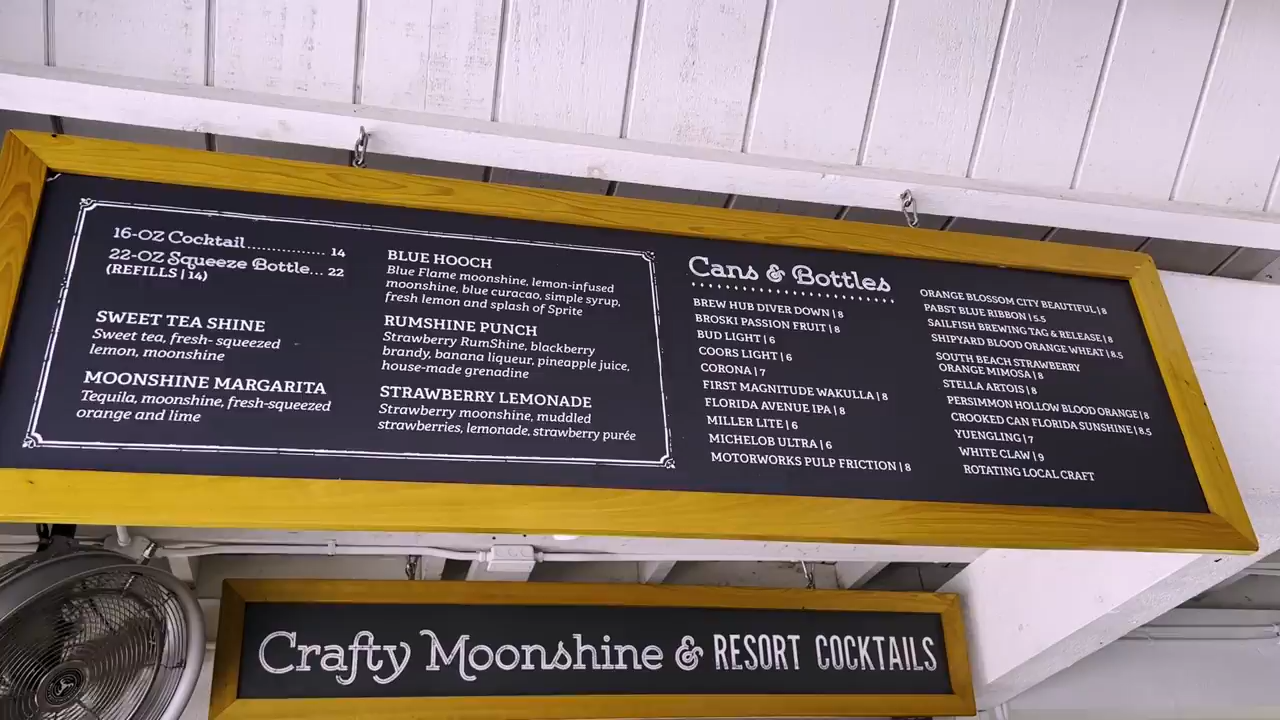 16-OZ Cocktail............. 14
22-OZ Squeeze Bottle... 22
(REFILLS | 14)
SWEET TEA SHINE
Sweet tea, fresh- squeezed
lemon, moonshine
MOONSHINE MARGARITA
Tequila, moonshine, fresh-squeezed
orange and lime
BLUE HOOCH
Blue Flame moonshine, lemon-infused
moonshine, blue curacao, simple syrup,
fresh lemon and splash of Sprite
RUMSHINE PUNCH
Strawberry RumShine, blackberry
brandy, banana liqueur, pineapple juice,
house-made grenadine
STRAWBERRY LEMONADE
Strawberry moonshine, muddled
strawberries, lemonade, strawberry purée
Cans & Bottles
BREW HUB DIVER DOWN | 8
BROSKI PASSION FRUIT | 8
BUD LIGHT | 6
COORS LIGHT | 6
CORONA | 7
FIRST MAGNITUDE WAKULLA | 8
FLORIDA AVENUE IPA | 8
MILLER LITE | 6
MICHELOB ULTRA | 6
MOTORWORKS PULP FRICTION | 8
ORANGE BLOSSOM CITY BEAUTIFUL | 8
PABST BLUE RIBBON | 5.5
SAILFISH BREWING TAG & RELEASE | 8
SHIPYARD BLOOD ORANGE WHEAT | 8.5
SOUTH BEACH STRAWBERRY
ORANGE MIMOSA | 8
STELLA ARTOIS | 8
PERSIMMON HOLLOW BLOOD ORANGE | 8
CROOKED CAN FLORIDA SUNSHINE | 8.5
YUENGLING | 7
WHITE CLAW | 9
ROTATING LOCAL CRAFT
Crafty Moonshine & RESORT COCKTAILS